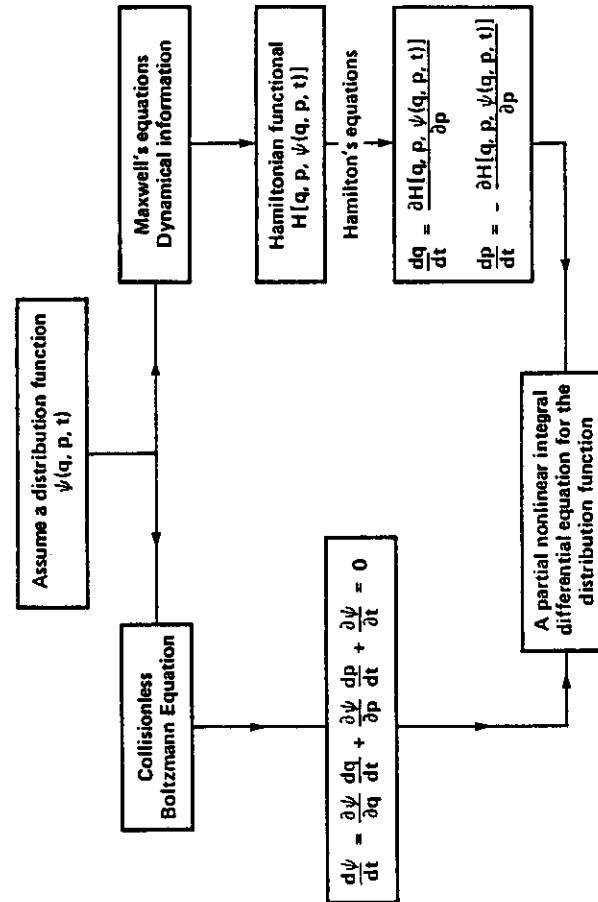 Assume a distribution function
ψ(q, p, t)
Collisionless
Boltzmann Equation
dψ/dt = ∂ψ/∂q dq/dt + ∂ψ/∂p dp/dt + ∂ψ/∂t = 0
Maxwell's equations
Dynamical information
Hamiltonian functional
H[q, p, ψ(q, p, t)]
Hamilton's equations
dq/dt = ∂H[q, p, ψ(q, p, t)]/∂p
dp/dt = - ∂H[q, p, ψ(q, p, t)]/∂p
A partial nonlinear integral
differential equation for the
distribution function